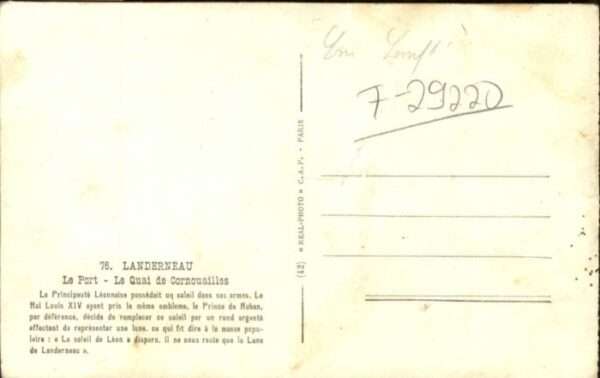 76. LANDERNEAU
Le Port - Le Quai de Cornouailles
La Principauté Léonnaise possédait un soleil dans ses armes. Le
Roi Louis XIV ayant pris le même emblème, le Prince de Rohan,
par déférence, décida de remplacer ce soleil par un rond argenté
affectant de représenter une lune, ce qui fit dire à la masse popu-
laire : « Le soleil de Léon a disparu. Il ne nous reste que la Lune
de Landerneau ».
(12) « REAL-PHOTO » C.A.P. - PARIS
7-29220